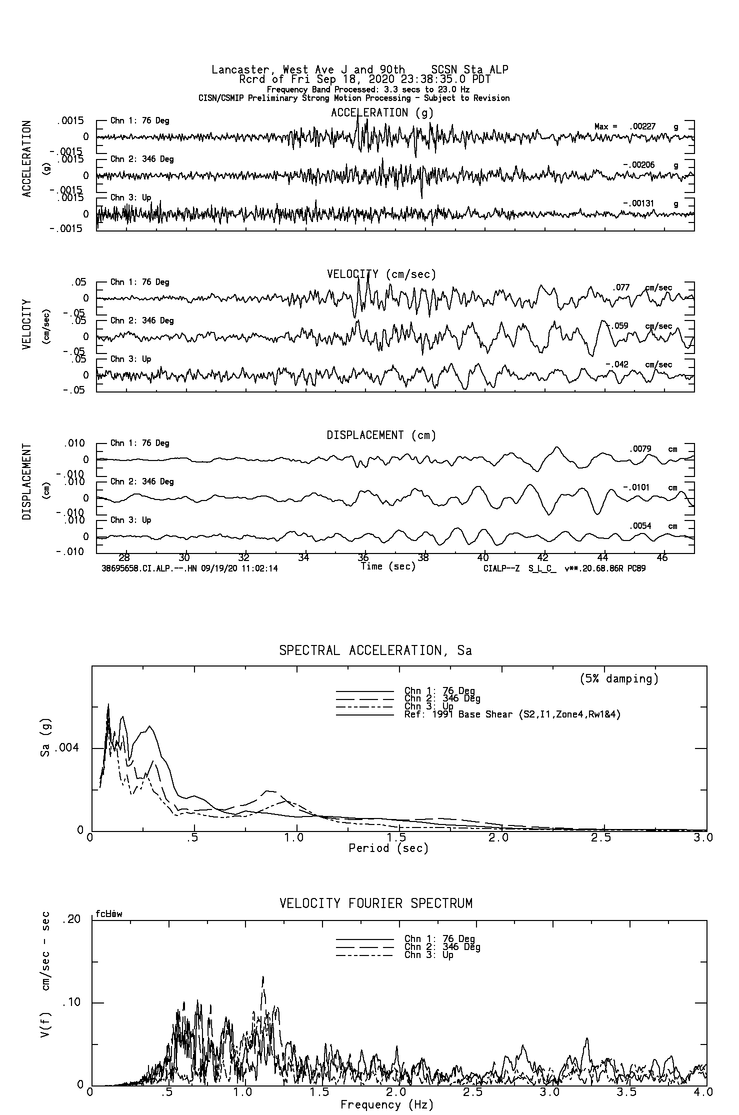 Lancaster, West Ave J and 90th    SCSN Sta ALP
Rcrd of Fri Sep 18, 2020 23:38:35.0 PDT
Frequency Band Processed: 3.3 secs to 23.0 Hz
CISN/CSMIP Preliminary Strong Motion Processing - Subject to Revision
ACCELERATION (g)
ACCELERATION
(g)
.0015
0
-.0015
Chn 1: 76 Deg
Max = .00227 g
.0015
0
-.0015
Chn 2: 346 Deg
-.00206 g
.0015
0
-.0015
Chn 3: Up
-.00131 g
VELOCITY (cm/sec)
VELOCITY
(cm/sec)
.05
0
-.05
Chn 1: 76 Deg
.077 cm/sec
.05
0
-.05
Chn 2: 346 Deg
-.059 cm/sec
.05
0
-.05
Chn 3: Up
-.042 cm/sec
DISPLACEMENT (cm)
DISPLACEMENT
(cm)
.010
0
-.010
Chn 1: 76 Deg
.0079 cm
.010
0
-.010
Chn 2: 346 Deg
-.0101 cm
.010
0
-.010
Chn 3: Up
.0054 cm
28 30 32 34 36 38 40 42 44 46
Time (sec)
38695658.CI.ALP.--.HN 09/19/20 11:02:14
CIALP--Z  S_L_C_  v**.20.68.86R PC89
SPECTRAL ACCELERATION, Sa
(5% damping)
Chn 1: 76 Deg
Chn 2: 346 Deg
Chn 3: Up
Ref: 1991 Base Shear (S2,I1,Zone4,Rw1&4)
Sa (g)
.004
0
0 .5 1.0 1.5 2.0 2.5 3.0
Period (sec)
VELOCITY FOURIER SPECTRUM
Chn 1: 76 Deg
Chn 2: 346 Deg
Chn 3: Up
V(f)  cm/sec - sec
.20
.10
0
0 .5 1.0 1.5 2.0 2.5 3.0 3.5 4.0
Frequency (Hz)